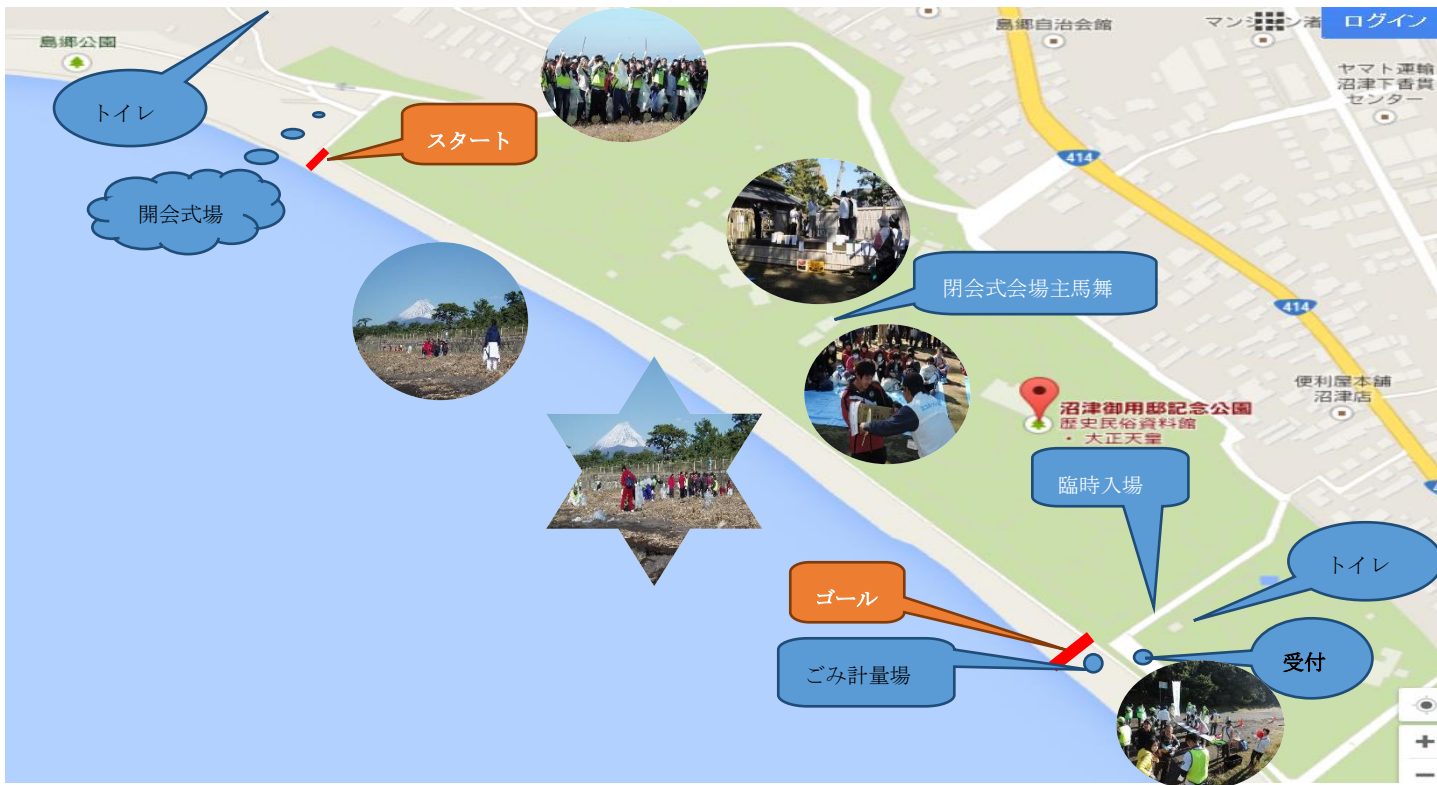 島郷公園
島郷自治会館
マンション者
ログイン
ヤマト運輸
沼津下香貫
センター
トイレ
スタート
414
開会式場
閉会式会場主馬舞
414
便利屋本舗
沼津店
沼津御用邸記念公園
歴史民俗資料館
・大正天皇
臨時入場
トイレ
ゴール
受付
ごみ計量場
+
−